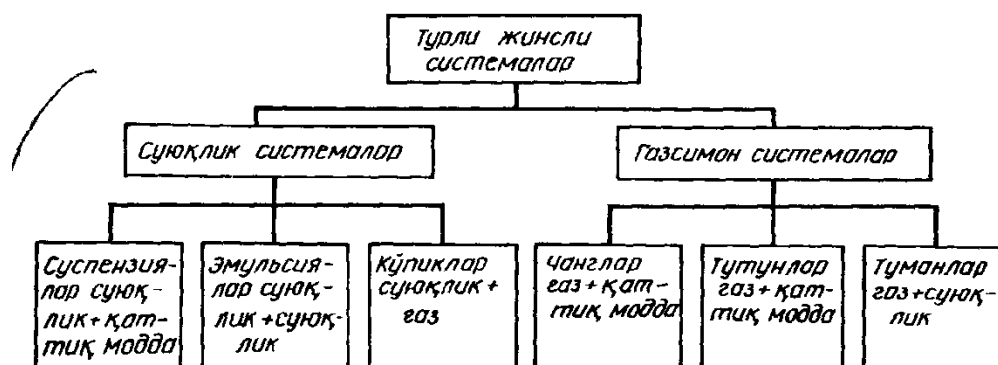 Турли жинсли
системалар
Суюқлик системалар
Газсимон системалар
Суспензия-
лар суюқ-
лик+қат-
тиқ модда
Эмульсия-
лар суюқ-
лик+суюқ-
лик
Кўпиклар
суюқлик+
газ
Чанглар
газ+қат-
тиқ модда
Тутунлар
газ+қат-
тиқ модда
Туманлар
газ+суюқ-
лик